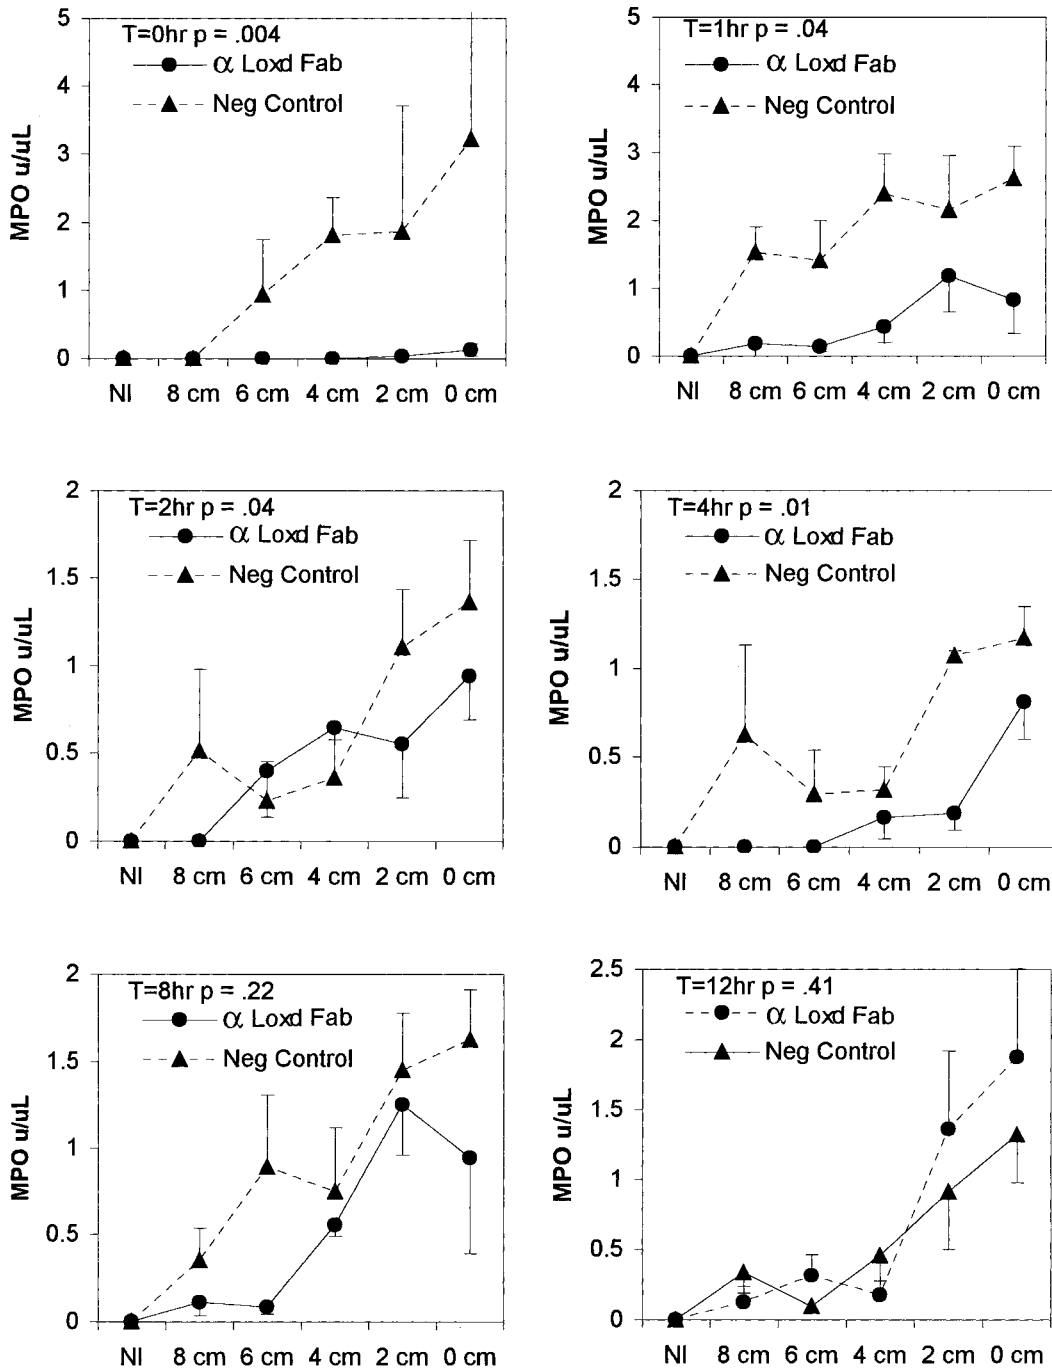 T=0hr p = .004
α Loxd Fab
Neg Control
MPO u/uL
5
4
3
2
1
0
NI 8 cm 6 cm 4 cm 2 cm 0 cm
T=1hr p = .04
α Loxd Fab
Neg Control
MPO u/uL
5
4
3
2
1
0
NI 8 cm 6 cm 4 cm 2 cm 0 cm
T=2hr p = .04
α Loxd Fab
Neg Control
MPO u/uL
2
1.5
1
0.5
0
NI 8 cm 6 cm 4 cm 2 cm 0 cm
T=4hr p = .01
α Loxd Fab
Neg Control
MPO u/uL
2
1.5
1
0.5
0
NI 8 cm 6 cm 4 cm 2 cm 0 cm
T=8hr p = .22
α Loxd Fab
Neg Control
MPO u/uL
2
1.5
1
0.5
0
NI 8 cm 6 cm 4 cm 2 cm 0 cm
T=12hr p = .41
α Loxd Fab
Neg Control
MPO u/uL
2.5
2
1.5
1
0.5
0
NI 8 cm 6 cm 4 cm 2 cm 0 cm